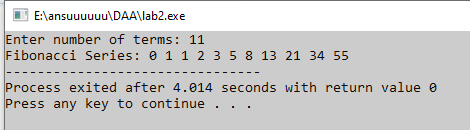 E:\ansuuuuuu\DAA\lab2.exe
Enter number of terms: 11
Fibonacci Series: 0 1 1 2 3 5 8 13 21 34 55
--------------------------------
Process exited after 4.014 seconds with return value 0
Press any key to continue . . .